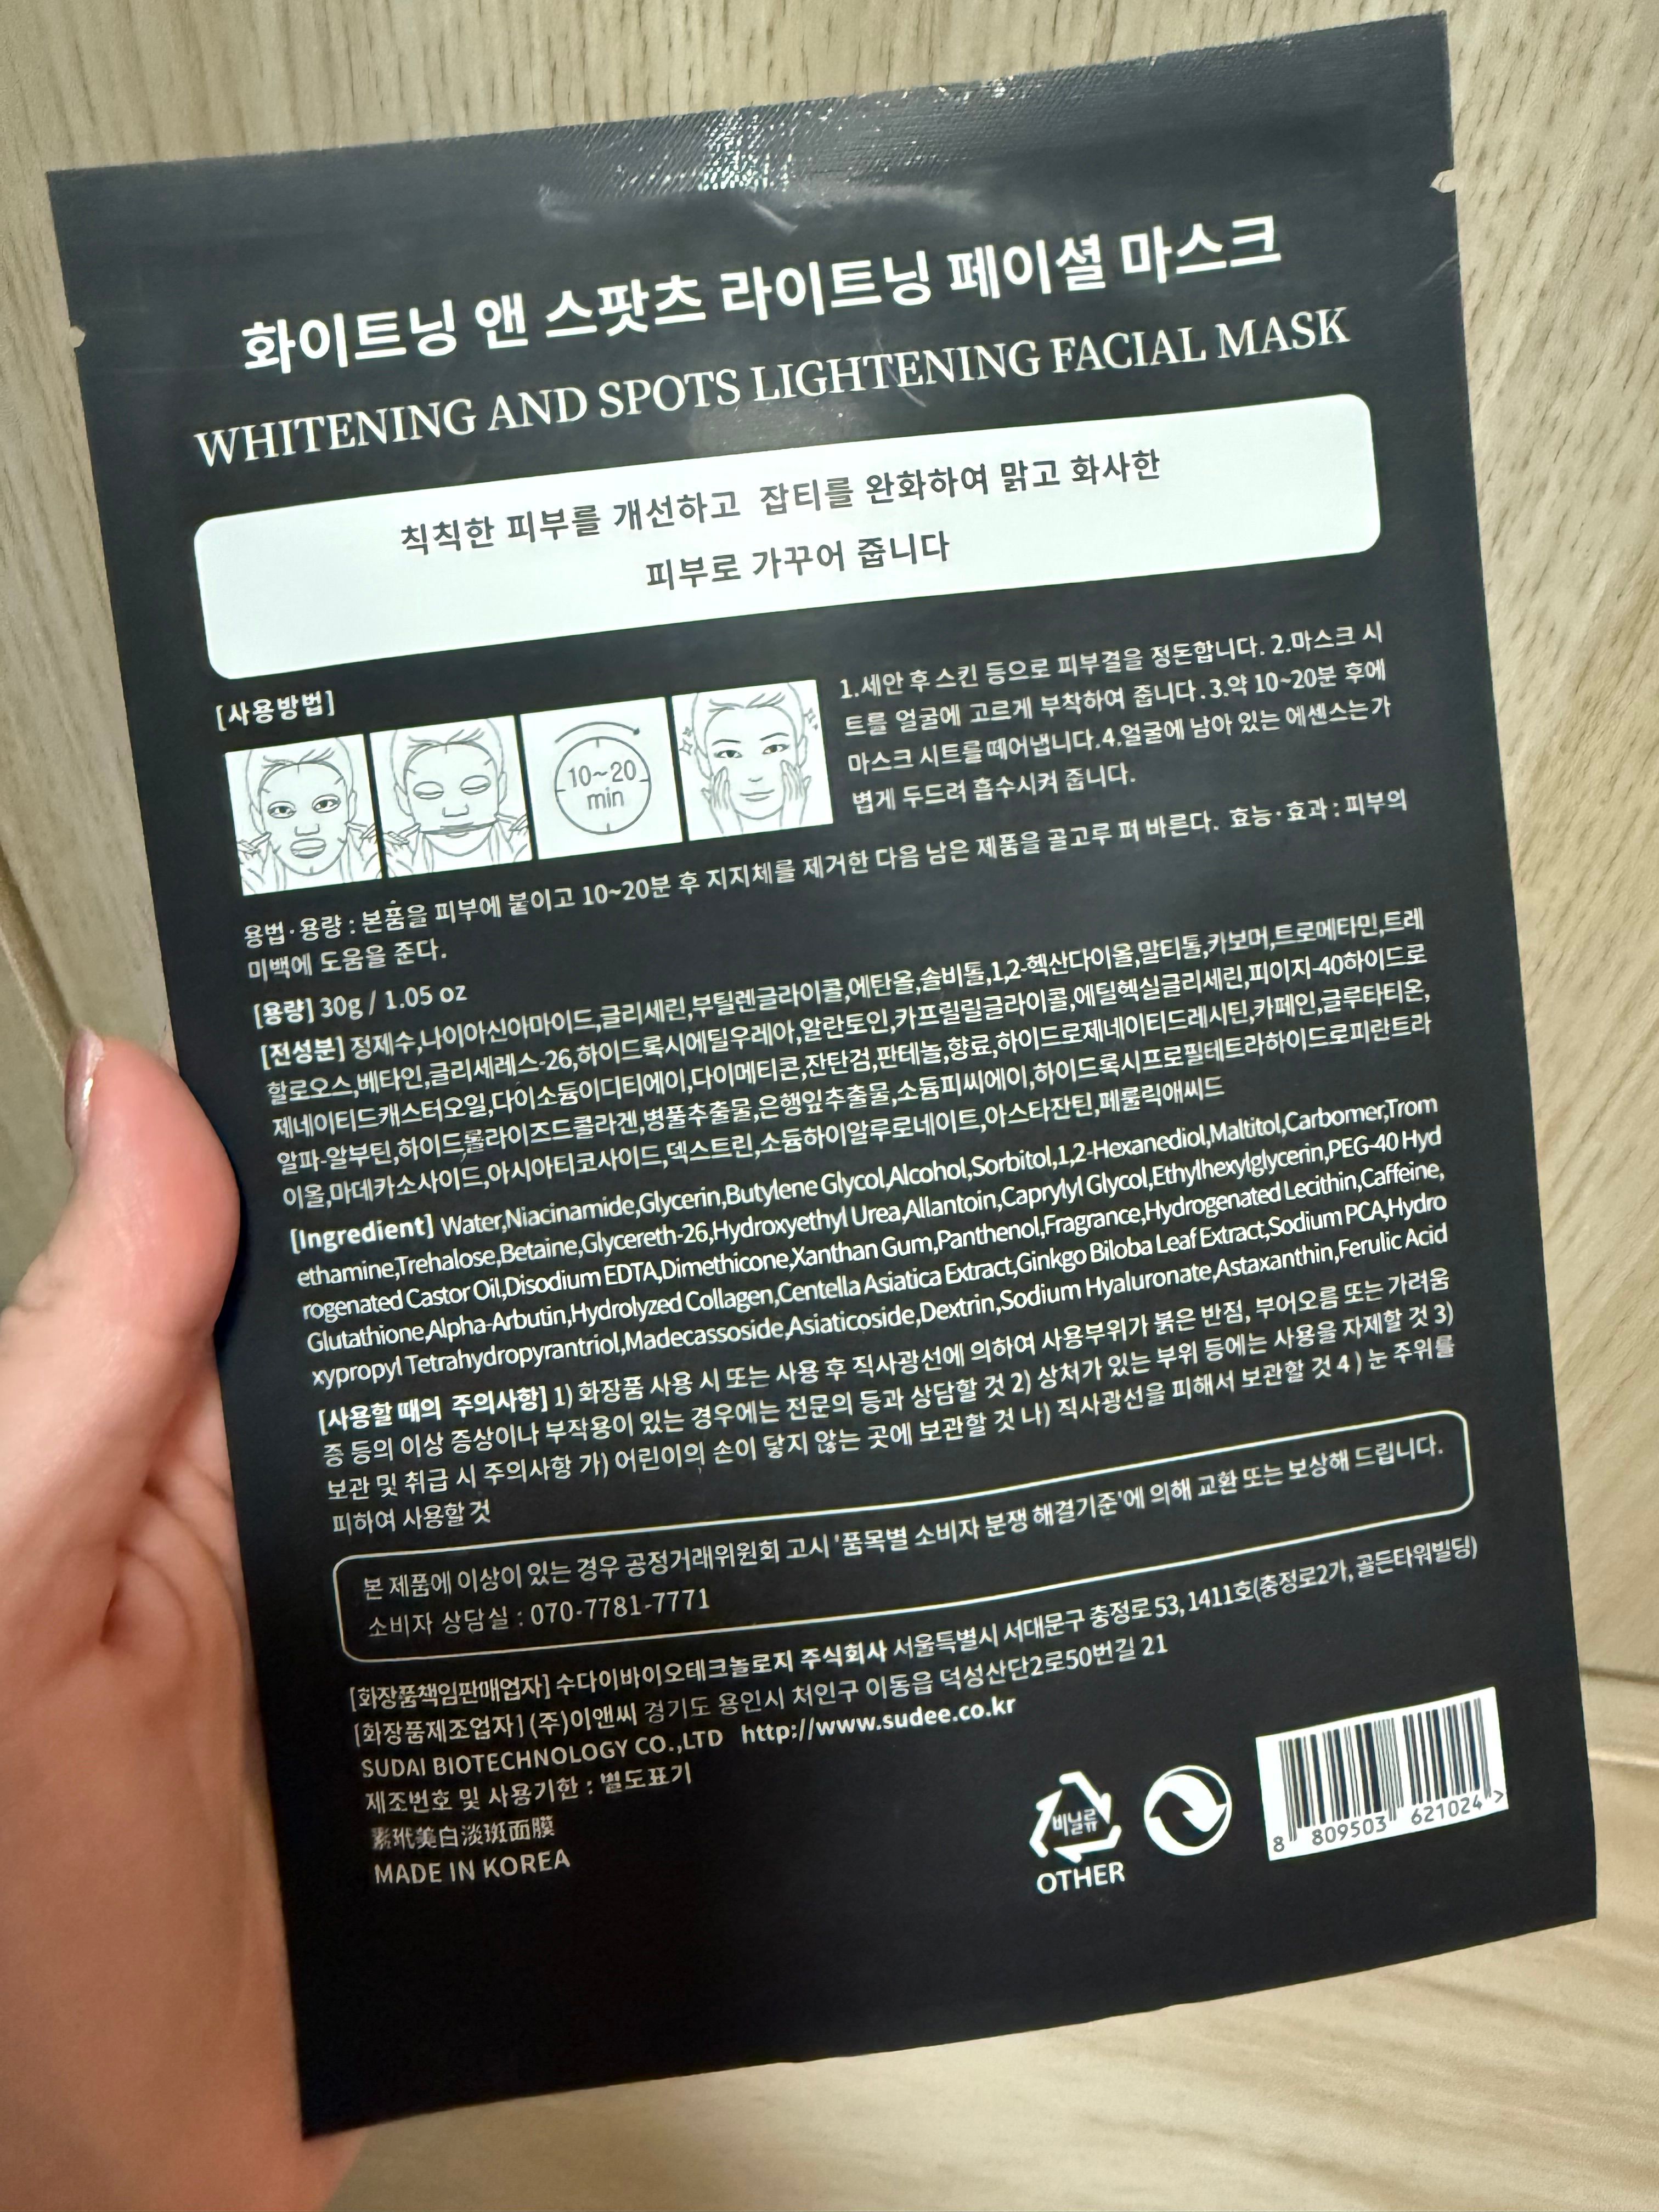 화이트닝 앤 스팟츠 라이트닝 페이셜 마스크
WHITENING AND SPOTS LIGHTENING FACIAL MASK
칙칙한 피부를 개선하고 잡티를 완화하여 맑고 화사한
피부로 가꾸어 줍니다
[사용방법]
10~20
min
1.세안 후 스킨 등으로 피부결을 정돈합니다. 2.마스크 시
트를 얼굴에 고르게 부착하여 줍니다.3.약 10~20분 후에
마스크 시트를 떼어냅니다.4.얼굴에 남아 있는 에센스는가
볍게 두드려 흡수시켜 줍니다.
용법·용량 : 본품을 피부에 붙이고 10~20분 후 지지체를 제거한 다음 남은 제품을 골고루 펴 바른다. 효능·효과 : 피부의
미백에 도움을 준다.
[용량] 30g / 1.05 oz
[전성분] 정제수,나이아신아마이드,글리세린,부틸렌글라이콜,에탄올,솔비톨,1,2-헥산다이올,말티톨,카보머,트로메타민,트레
할로오스,베타인,글리세레스-26,하이드록시에틸우레아,알란토인,카프릴릴글라이콜,에틸헥실글리세린,피이지-40하이드로
제네이티드캐스터오일,다이소듐이디티에이,다이메티콘,잔탄검,판테놀,향료,하이드로제네이티드레시틴,카페인,글루타티온,
알파-알부틴,하이드롤라이즈드콜라겐,병풀추출물,은행잎추출물,소듐피씨에이,하이드록시프로필테트라하이드로피란트라
이올,마데카소사이드,아시아티코사이드,덱스트린,소듐하이알루로네이트,아스타잔틴,페룰릭애씨드
[Ingredient] Water,Niacinamide,Glycerin,Butylene Glycol,Alcohol,Sorbitol,1,2-Hexanediol,Maltitol,Carbomer,Trom
ethamine,Trehalose,Betaine,Glycereth-26,Hydroxyethyl Urea,Allantoin,Caprylyl Glycol,Ethylhexylglycerin,PEG-40 Hyd
rogenated Castor Oil,Disodium EDTA,Dimethicone,Xanthan Gum,Panthenol,Fragrance,Hydrogenated Lecithin,Caffeine,
Glutathione,Alpha-Arbutin,Hydrolyzed Collagen,Centella Asiatica Extract,Ginkgo Biloba Leaf Extract,Sodium PCA,Hydro
xypropyl Tetrahydropyrantriol,Madecassoside,Asiaticoside,Dextrin,Sodium Hyaluronate,Astaxanthin,Ferulic Acid
[사용할 때의 주의사항] 1) 화장품 사용 시 또는 사용 후 직사광선에 의하여 사용부위가 붉은 반점, 부어오름 또는 가려움
증 등의 이상 증상이나 부작용이 있는 경우에는 전문의 등과 상담할 것 2) 상처가 있는 부위 등에는 사용을 자제할 것 3)
보관 및 취급 시 주의사항 가) 어린이의 손이 닿지 않는 곳에 보관할 것 나) 직사광선을 피해서 보관할 것 4 ) 눈 주위를
피하여 사용할 것
본 제품에 이상이 있는 경우 공정거래위원회 고시 '품목별 소비자 분쟁 해결기준'에 의해 교환 또는 보상해 드립니다.
소비자 상담실 : 070-7781-7771
[화장품책임판매업자] 수다이바이오테크놀로지 주식회사 서울특별시 서대문구 충정로 53, 1411호(충정로2가, 골든타워빌딩)
[화장품제조업자] (주)이앤씨 경기도 용인시 처인구 이동읍 덕성산단2로50번길 21
SUDAI BIOTECHNOLOGY CO.,LTD http://www.sudee.co.kr
제조번호 및 사용기한 : 별도표기
素玳美白淡斑面膜
MADE IN KOREA
비닐류
OTHER
8 809503 621024 >